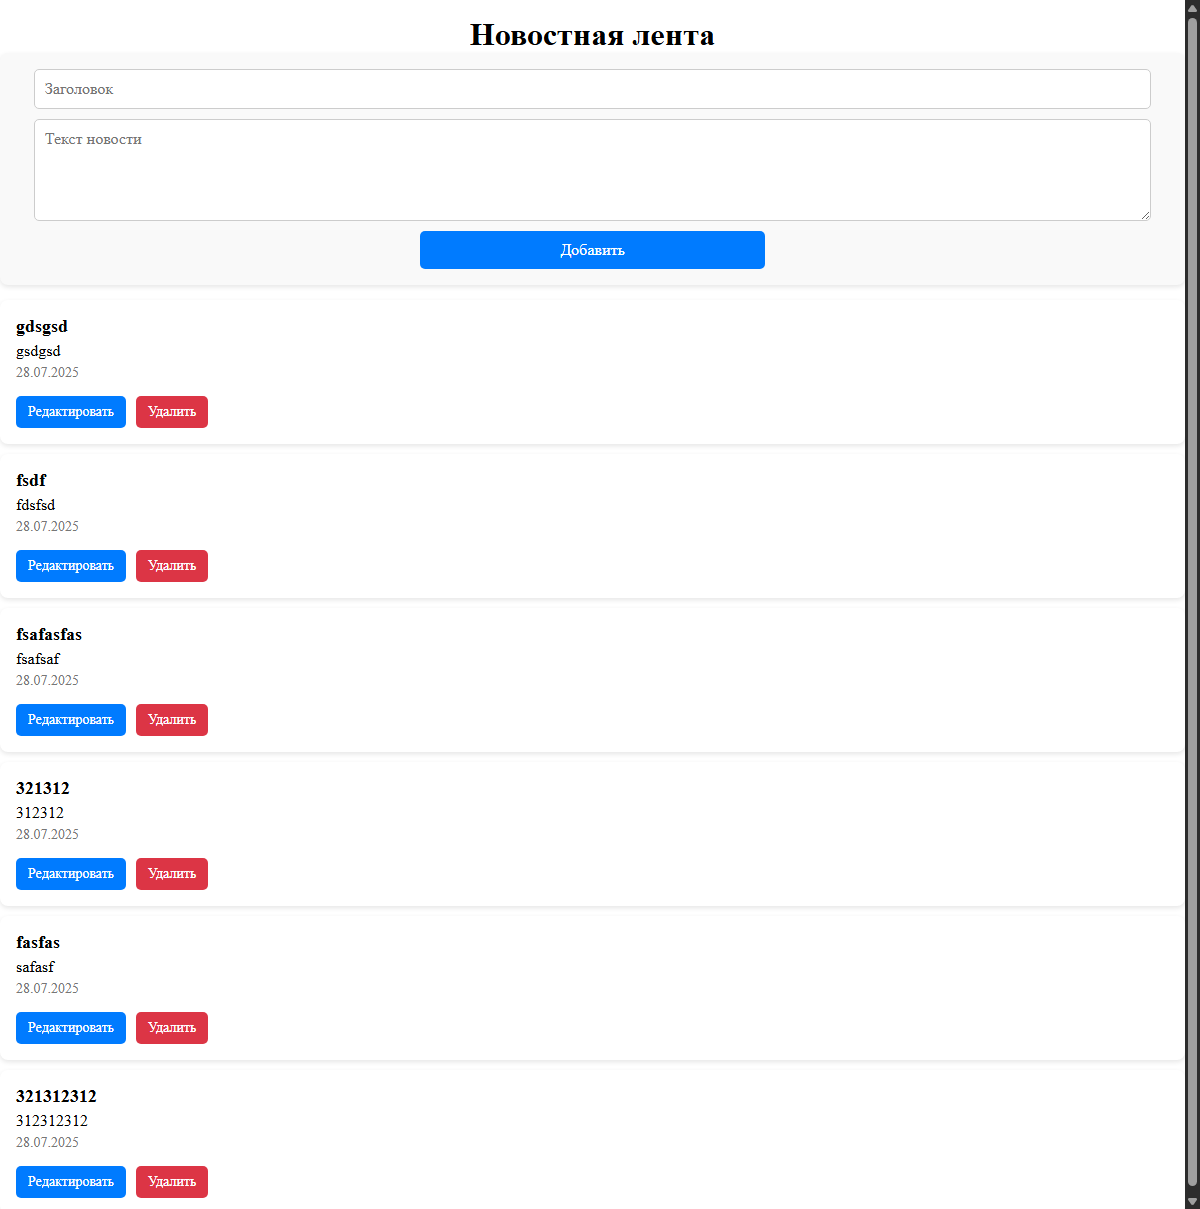 Новостная лента
Заголовок
Текст новости
Добавить
gdsgsd
gsdgsd
28.07.2025
Редактировать Удалить
fsdf
fdsfsd
28.07.2025
Редактировать Удалить
fsafasfas
fsafsaf
28.07.2025
Редактировать Удалить
321312
312312
28.07.2025
Редактировать Удалить
fasfas
safasf
28.07.2025
Редактировать Удалить
321312312
312312312
28.07.2025
Редактировать Удалить